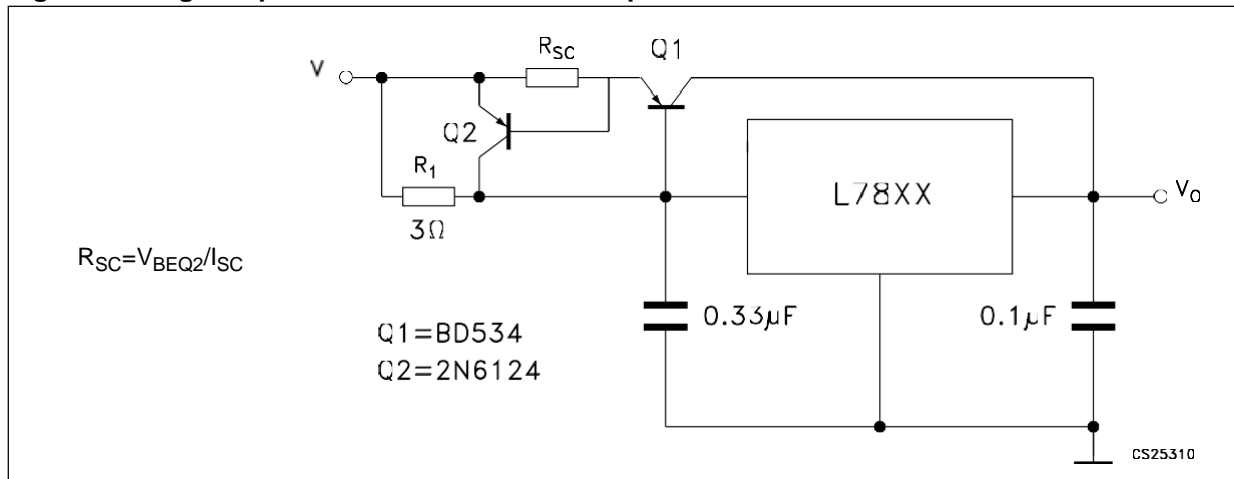 R_SC
Q1
V
Q2
R_1
3Ω
L78XX
V_O
R_SC=V_BEQ2/I_SC
0.33µF
0.1µF
Q1=BD534
Q2=2N6124
CS25310